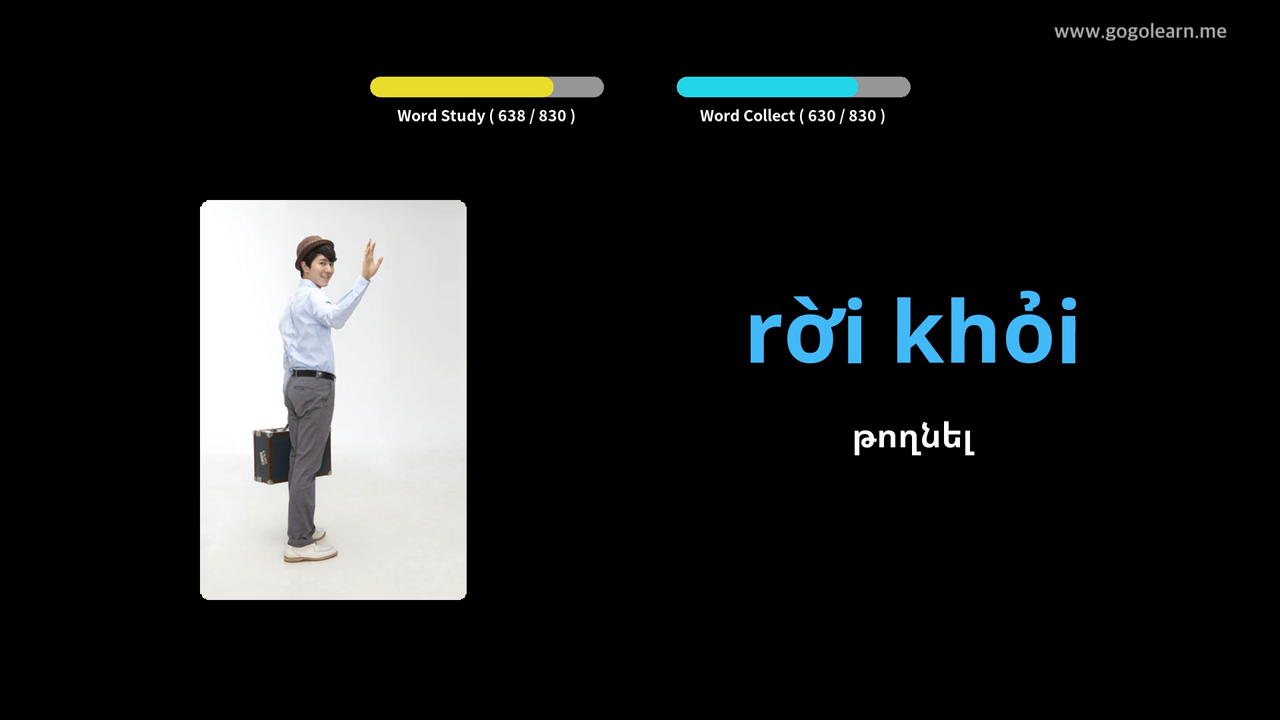 www.gogolearn.me
Word Study ( 638 / 830 )
Word Collect ( 630 / 830 )
rời khỏi
թողնել